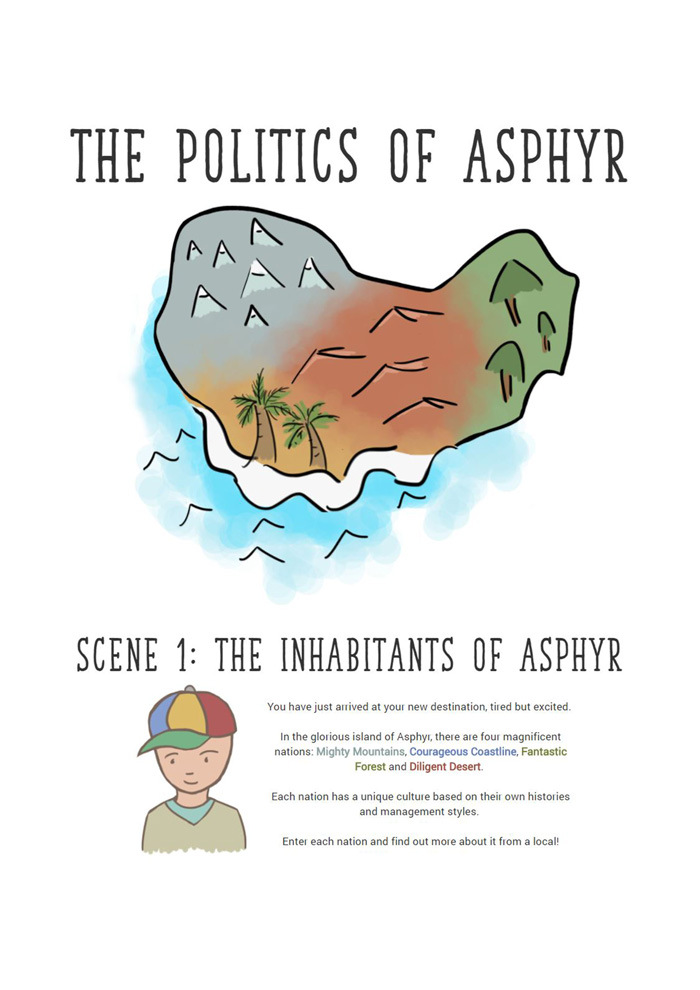 THE POLITICS OF ASPHYR
SCENE 1: THE INHABITANTS OF ASPHYR
You have just arrived at your new destination, tired but excited.
In the glorious island of Asphyr, there are four magnificent
nations: Mighty Mountains, Courageous Coastline, Fantastic
Forest and Diligent Desert.
Each nation has a unique culture based on their own histories
and management styles.
Enter each nation and find out more about it from a local!